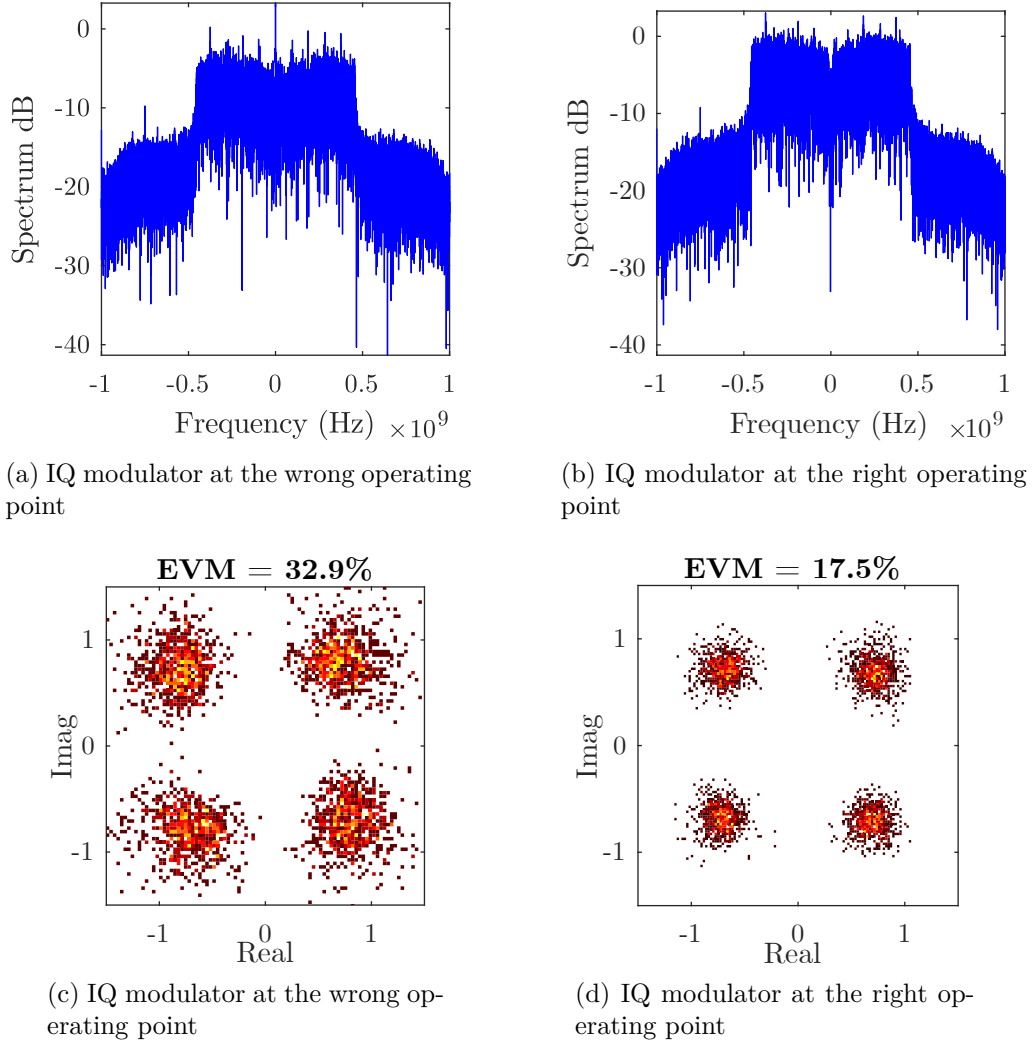 0
-10
-20
-30
-40
Spectrum dB
-1
-0.5
0
0.5
1
Frequency (Hz)
×10^9
(a) IQ modulator at the wrong operating
point
0
-10
-20
-30
-40
Spectrum dB
-1
-0.5
0
0.5
1
Frequency (Hz)
×10^9
(b) IQ modulator at the right operating
point
EVM = 32.9%
1
0
-1
Imag
-1
0
1
Real
(c) IQ modulator at the wrong op-
erating point
EVM = 17.5%
1
0
-1
Imag
-1
0
1
Real
(d) IQ modulator at the right op-
erating point